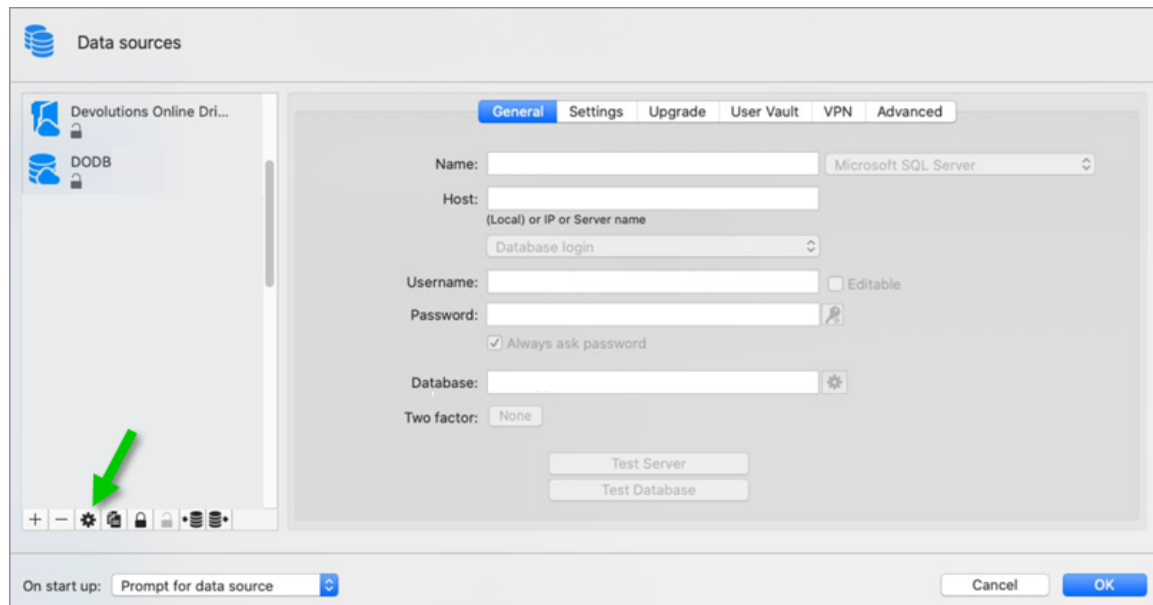 Data sources
Devolutions Online Dri...
DODB
General Settings Upgrade User Vault VPN Advanced
Name: Microsoft SQL Server
Host:
(Local) or IP or Server name
Database login
Username: Editable
Password:
Always ask password
Database:
Two factor: None
Test Server
Test Database
On start up: Prompt for data source Cancel OK